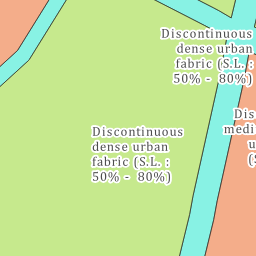 Discontinuous
dense urban
fabric (S.L. :
50% -  80%)
Dis
medi
u
(S
Discontinuous
dense urban
fabric (S.L. :
50% -  80%)